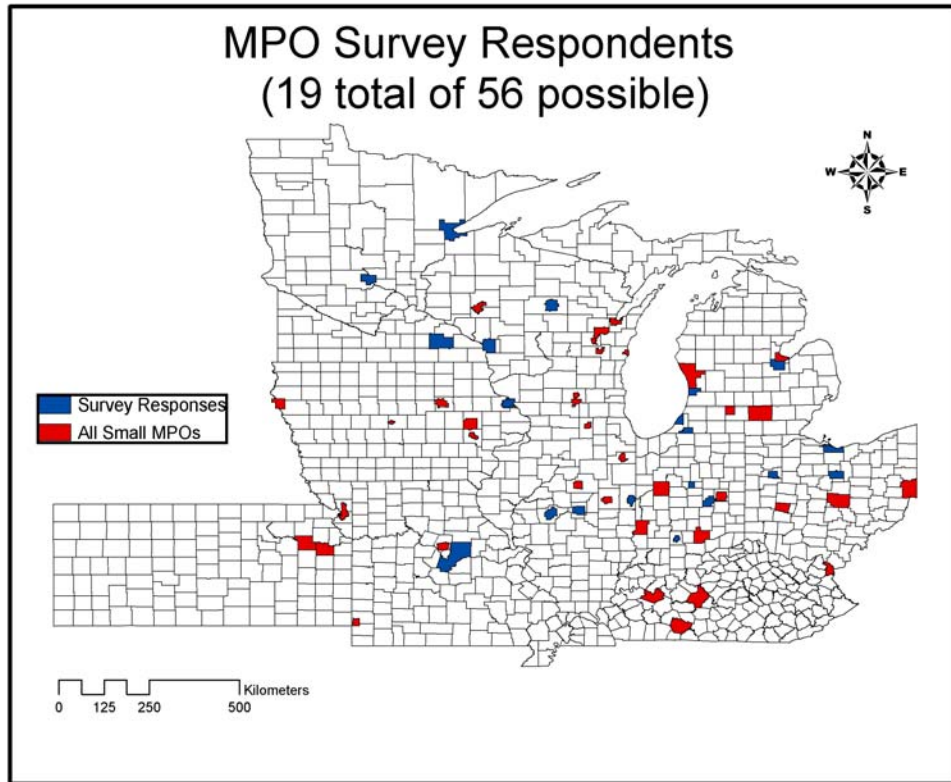 MPO Survey Respondents
(19 total of 56 possible)
N
W E
S
Survey Responses
All Small MPOs
Kilometers
0 125 250 500